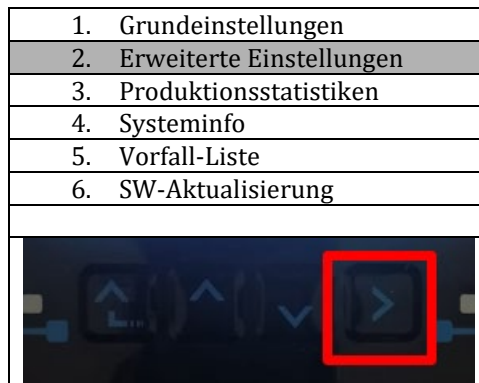 1. Grundeinstellungen
2. Erweiterte Einstellungen
3. Produktionsstatistiken
4. Systeminfo
5. Vorfall-Liste
6. SW-Aktualisierung